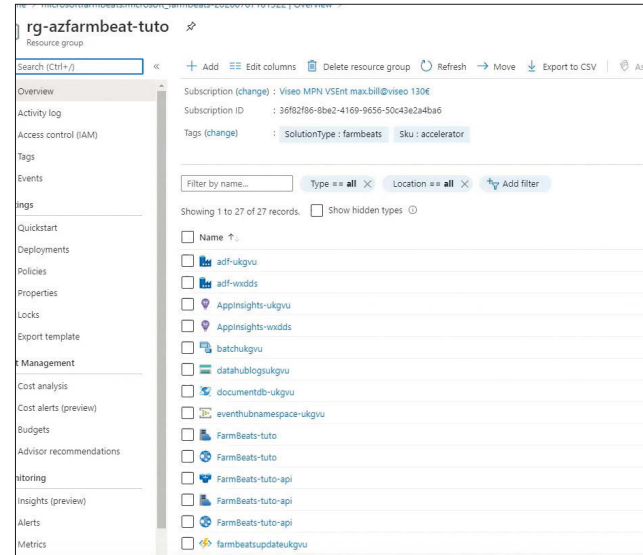 rg-azfarmbeat-tuto
Resource group
Search (Ctrl+/)
«
Add
Edit columns
Delete resource group
Refresh
Move
Export to CSV
As
Overview
Activity log
Access control (IAM)
Tags
Events
ings
Quickstart
Deployments
Policies
Properties
Locks
Export template
t Management
Cost analysis
Cost alerts (preview)
Budgets
Advisor recommendations
nitoring
Insights (preview)
Alerts
Metrics
Subscription (change) : Viseo MPN VSEnt max.bill@viseo 130€
Subscription ID : 36f82f86-8be2-4169-9656-50c43e2a4ba6
Tags (change) : SolutionType : farmbeats Sku : accelerator
Filter by name...
Type == all
Location == all
Add filter
Showing 1 to 27 of 27 records.
Show hidden types
Name ↑
adf-ukgvu
adf-wxdds
AppInsights-ukgvu
AppInsights-wxdds
batchukgvu
datahublogsukgvu
documentdb-ukgvu
eventhubnamespace-ukgvu
FarmBeats-tuto
FarmBeats-tuto
FarmBeats-tuto-api
FarmBeats-tuto-api
FarmBeats-tuto-api
farmbeatsupdateukgvu